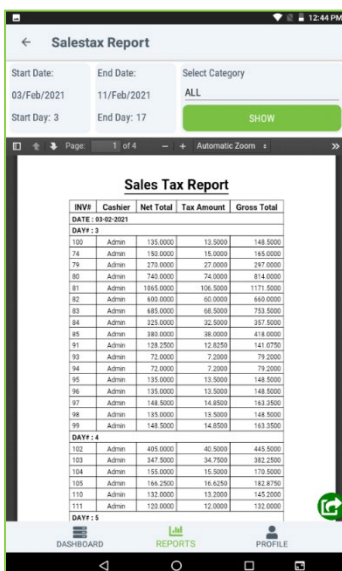 12:44 PM
Salestax Report
Start Date:
End Date:
Select Category
03/Feb/2021
11/Feb/2021
ALL
Start Day: 3
End Day: 17
SHOW
Page: 1 of 4
Automatic Zoom
Sales Tax Report
INV# Cashier Net Total Tax Amount Gross Total
DATE : 03-02-2021
DAY# : 3
100 Admin 135.0000 13.5000 148.5000
74 Admin 150.0000 15.0000 165.0000
79 Admin 270.0000 27.0000 297.0000
80 Admin 740.0000 74.0000 814.0000
81 Admin 1065.0000 106.5000 1171.5000
82 Admin 600.0000 60.0000 660.0000
83 Admin 685.0000 68.5000 753.5000
84 Admin 325.0000 32.5000 357.5000
85 Admin 380.0000 38.0000 418.0000
91 Admin 128.2500 12.8250 141.0750
93 Admin 72.0000 7.2000 79.2000
94 Admin 72.0000 7.2000 79.2000
95 Admin 135.0000 13.5000 148.5000
96 Admin 135.0000 13.5000 148.5000
97 Admin 148.5000 14.8500 163.3500
98 Admin 135.0000 13.5000 148.5000
99 Admin 148.5000 14.8500 163.3500
DAY# : 4
102 Admin 405.0000 40.5000 445.5000
103 Admin 347.5000 34.7500 382.2500
104 Admin 155.0000 15.5000 170.5000
105 Admin 166.2500 16.6250 182.8750
110 Admin 132.0000 13.2000 145.2000
111 Admin 120.0000 12.0000 132.0000
DAY# : 5
DASHBOARD
REPORTS
PROFILE